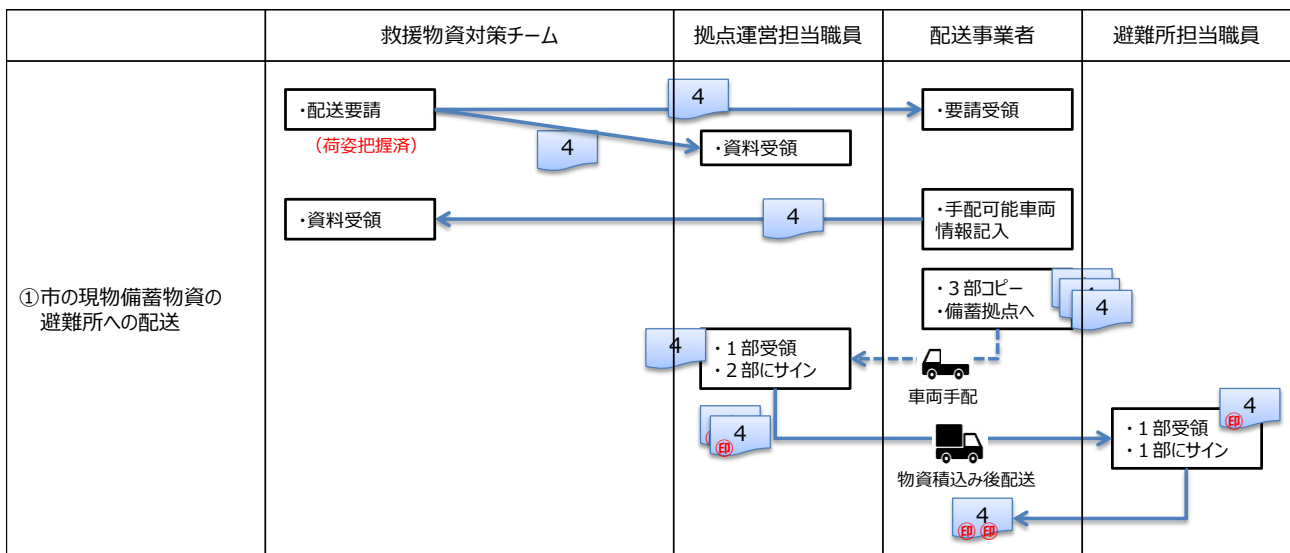 救援物資対策チーム
拠点運営担当職員
配送事業者
避難所担当職員
①市の現物備蓄物資の
避難所への配送
・配送要請
(荷姿把握済)
4
・要請受領
4
・資料受領
・資料受領
4
・手配可能車両
情報記入
・3部コピー
・備蓄拠点へ
4
4
・1部受領
・2部にサイン
車両手配
4
印
・1部受領
・1部にサイン
4
印
物資積込み後配送
4
印 印